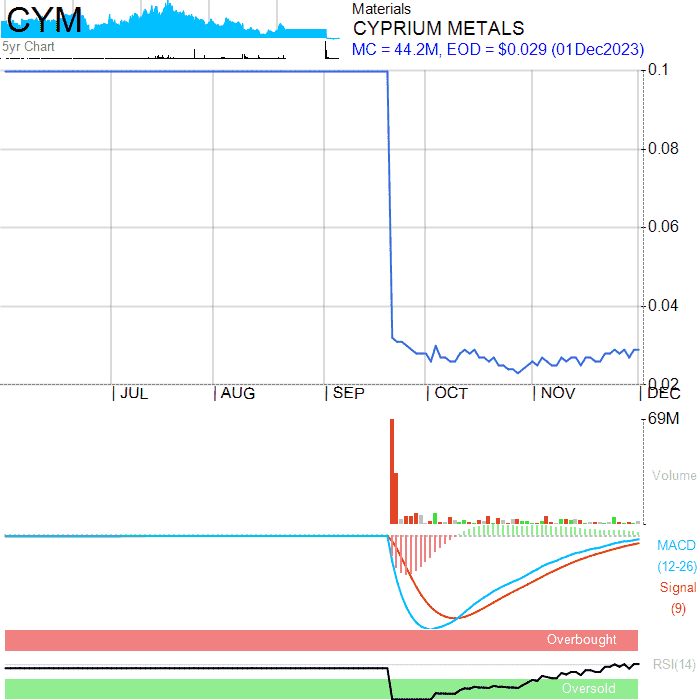 CYM
5yr Chart
Materials
CYPRIUM METALS
MC = 44.2M, EOD = $0.029 (01Dec2023)
0.1
0.08
0.06
0.04
0.02
JUL
AUG
SEP
OCT
NOV
DEC
69M
Volume
MACD
(12-26)
Signal
(9)
Overbought
RSI(14)
Oversold